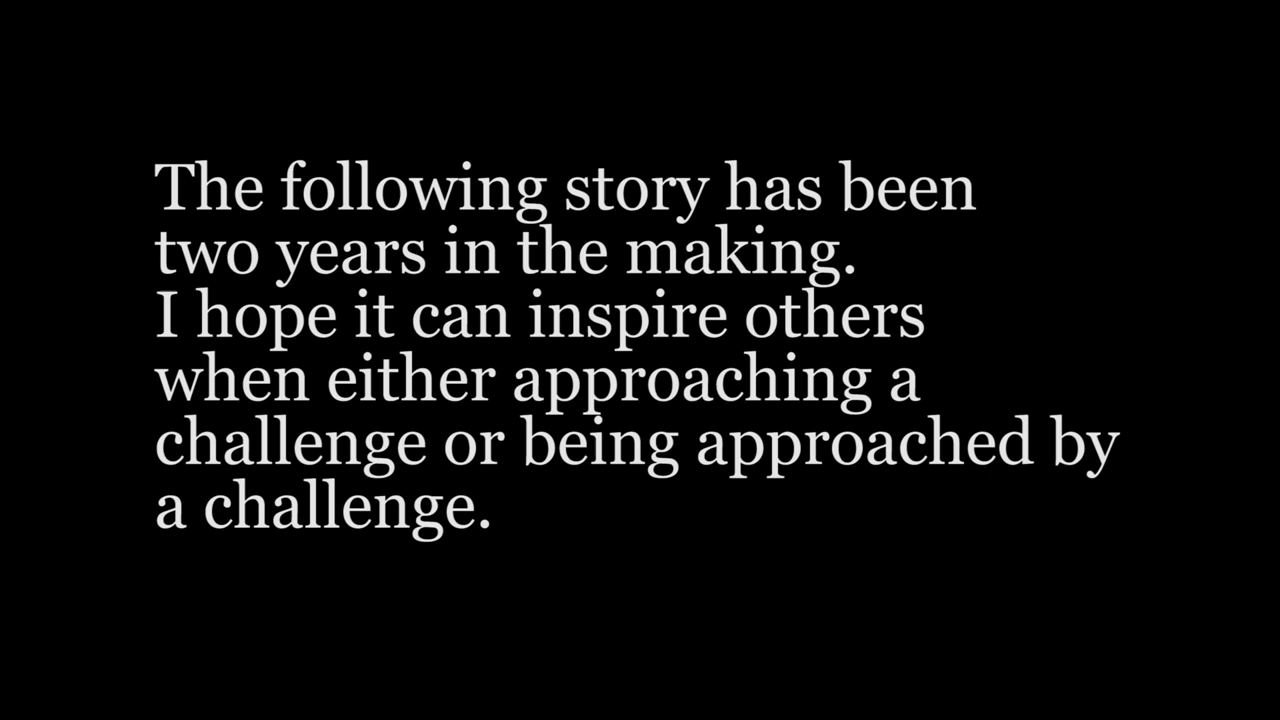 The following story has been
two years in the making.
I hope it can inspire others
when either approaching a
challenge or being approached by
a challenge.